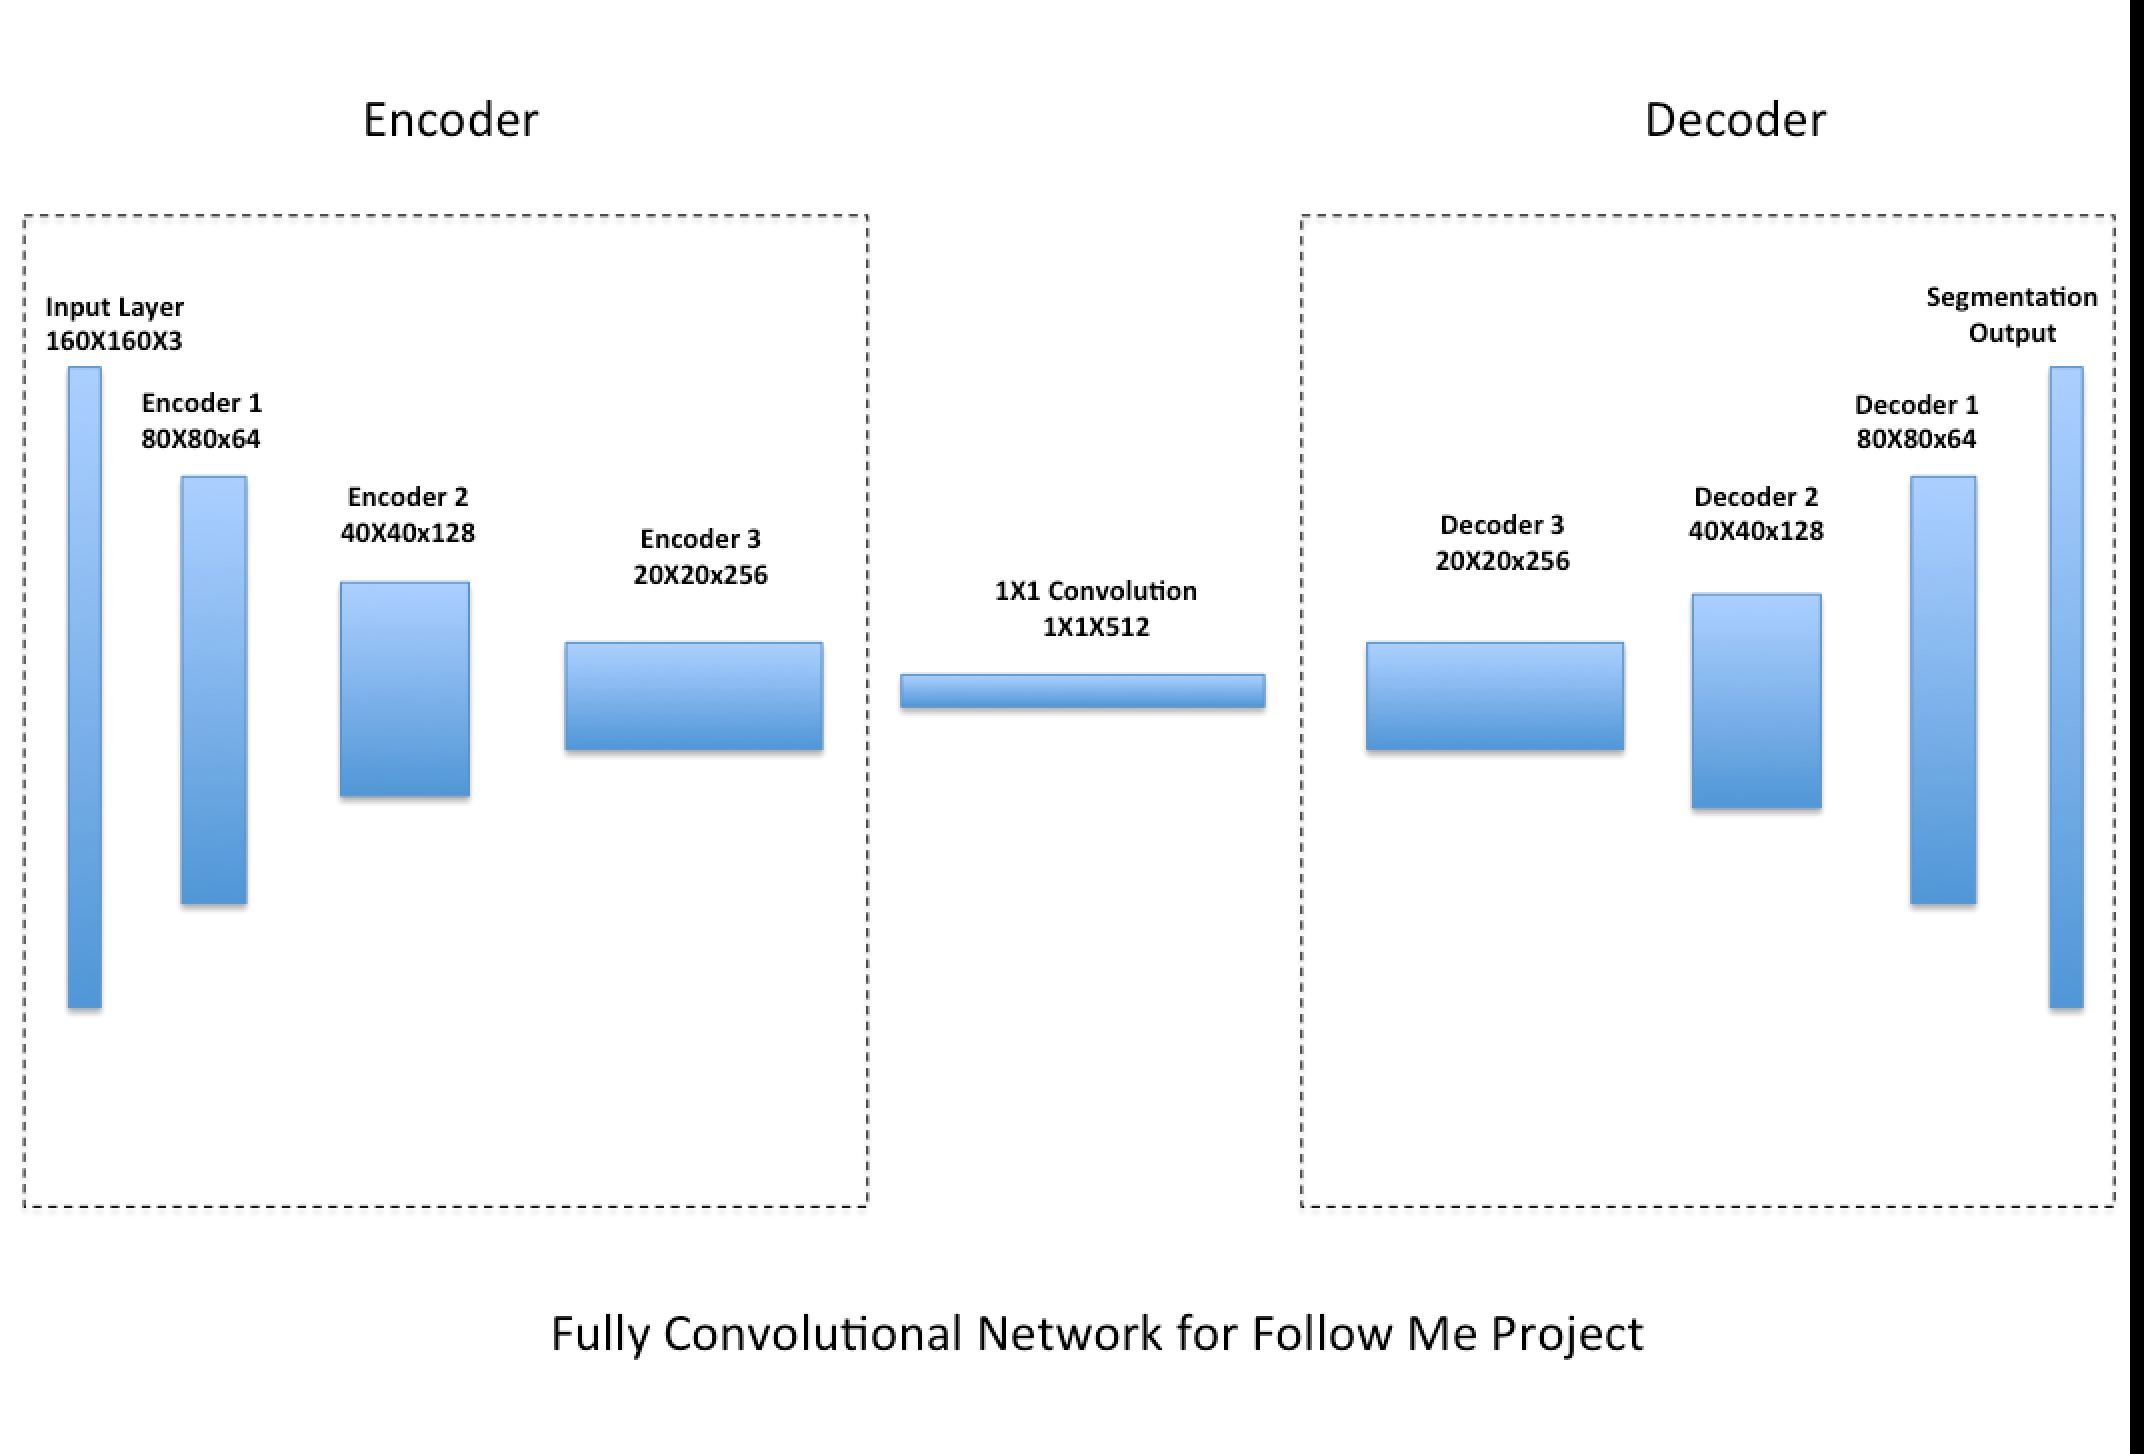 Encoder
Decoder
Input Layer
160X160X3
Encoder 1
80X80x64
Encoder 2
40X40x128
Encoder 3
20X20x256
1X1 Convolution
1X1X512
Decoder 3
20X20x256
Decoder 2
40X40x128
Decoder 1
80X80x64
Segmentation
Output
Fully Convolutional Network for Follow Me Project